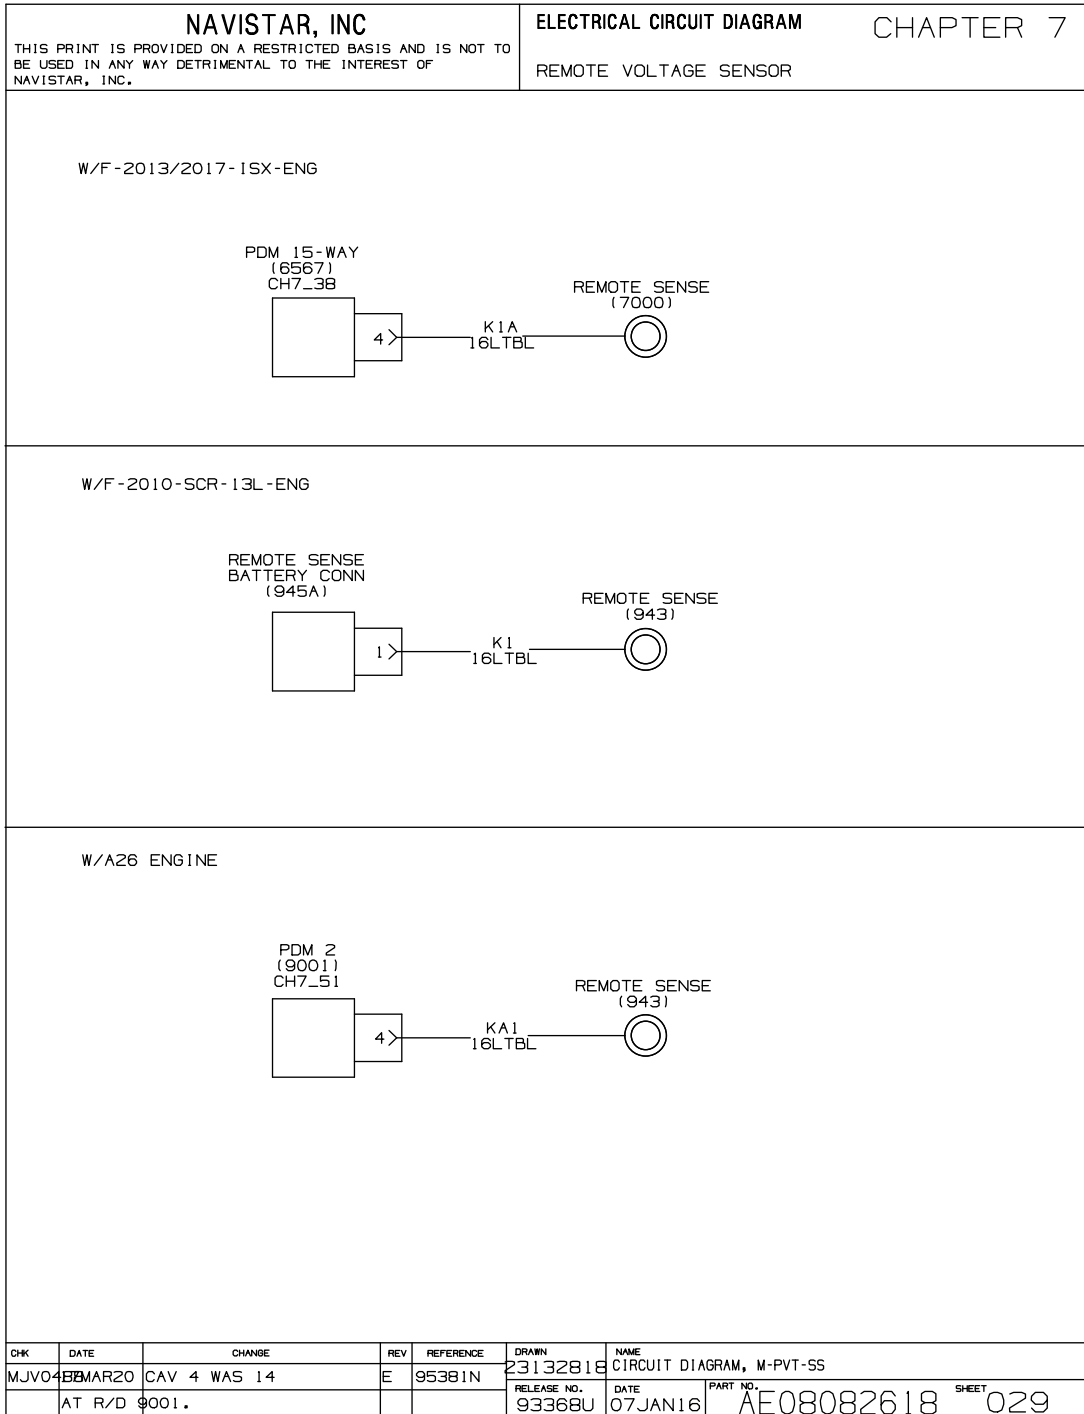 NAVISTAR, INC
THIS PRINT IS PROVIDED ON A RESTRICTED BASIS AND IS NOT TO
BE USED IN ANY WAY DETRIMENTAL TO THE INTEREST OF
NAVISTAR, INC.
ELECTRICAL CIRCUIT DIAGRAM
CHAPTER 7
REMOTE VOLTAGE SENSOR
W/F-2013/2017-ISX-ENG
PDM 15-WAY
(6567)
CH7_38
4
K1A
16LTBL
REMOTE SENSE
(7000)
W/F-2010-SCR-13L-ENG
REMOTE SENSE
BATTERY CONN
(945A)
1
K1
16LTBL
REMOTE SENSE
(943)
W/A26 ENGINE
PDM 2
(9001)
CH7_51
4
KA1
16LTBL
REMOTE SENSE
(943)
CHK DATE CHANGE REV REFERENCE
CAV 4 WAS 14 E 95381N
AT R/D 9001.
DRAWN
23132818
NAME
CIRCUIT DIAGRAM, M-PVT-SS
RELEASE NO.
93368U
DATE
07JAN16
PART NO.
AE08082618
SHEET
029